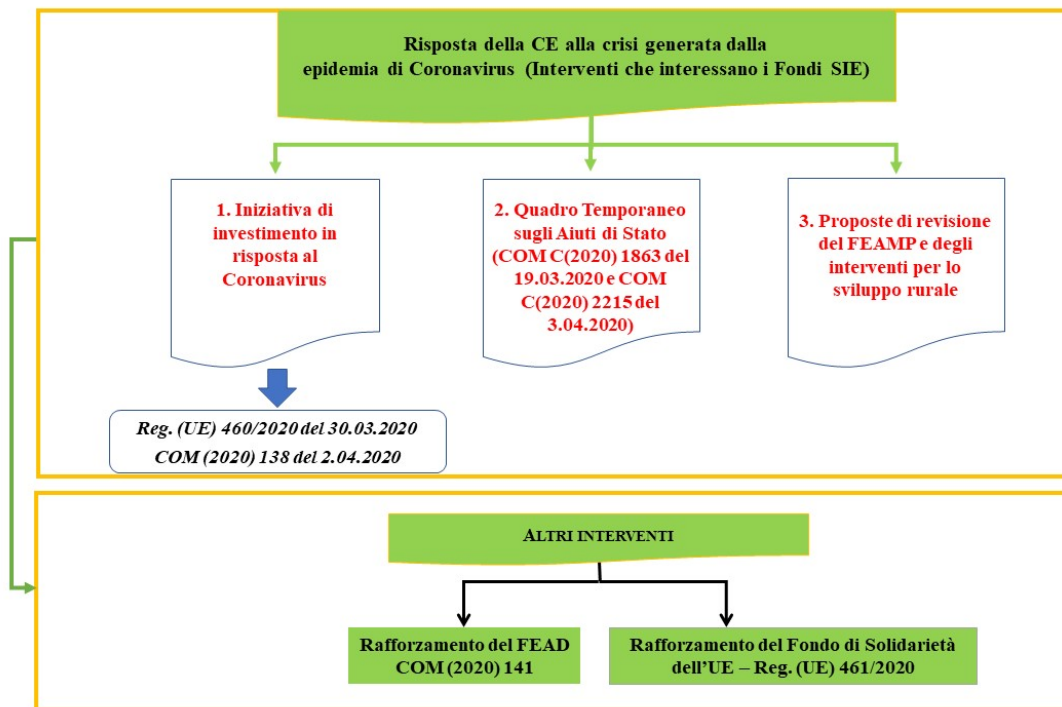 Risposta della CE alla crisi generata dalla
epidemia di Coronavirus (Interventi che interessano i Fondi SIE)
1. Iniziativa di
investimento in
risposta al
Coronavirus
2. Quadro Temporaneo
sugli Aiuti di Stato
(COM C(2020) 1863 del
19.03.2020 e COM
C(2020) 2215 del
3.04.2020)
3. Proposte di revisione
del FEAMP e degli
interventi per lo
sviluppo rurale
Reg. (UE) 460/2020 del 30.03.2020
COM (2020) 138 del 2.04.2020
ALTRI INTERVENTI
Rafforzamento del FEAD
COM (2020) 141
Rafforzamento del Fondo di Solidarietà
dell'UE – Reg. (UE) 461/2020